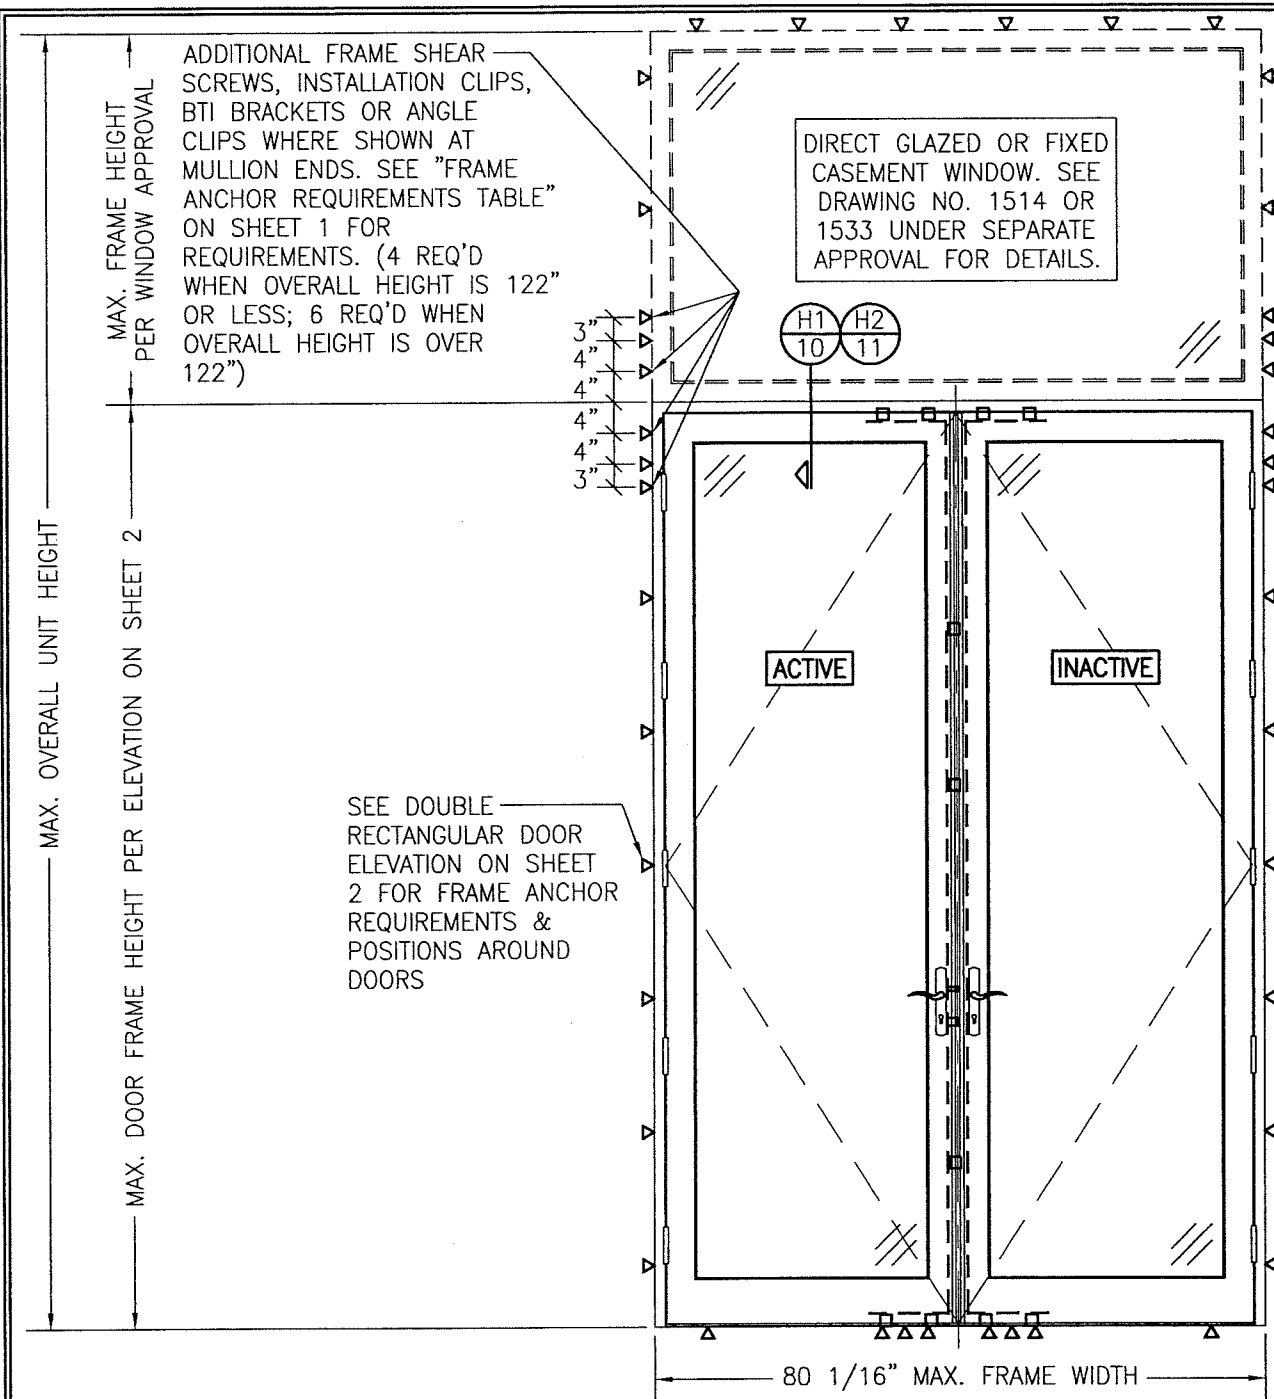 ADDITIONAL FRAME SHEAR
SCREWS, INSTALLATION CLIPS,
BTI BRACKETS OR ANGLE
CLIPS WHERE SHOWN AT
MULLION ENDS. SEE "FRAME
ANCHOR REQUIREMENTS TABLE"
ON SHEET 1 FOR
REQUIREMENTS. (4 REQ'D
WHEN OVERALL HEIGHT IS 122"
OR LESS; 6 REQ'D WHEN
OVERALL HEIGHT IS OVER
122")
MAX. FRAME HEIGHT
PER WINDOW APPROVAL
DIRECT GLAZED OR FIXED
CASEMENT WINDOW. SEE
DRAWING NO. 1514 OR
1533 UNDER SEPARATE
APPROVAL FOR DETAILS.
H1 H2
10 11
3"
4"
4"
4"
4"
3"
MAX. OVERALL UNIT HEIGHT
MAX. DOOR FRAME HEIGHT PER ELEVATION ON SHEET 2
ACTIVE
INACTIVE
SEE DOUBLE
RECTANGULAR DOOR
ELEVATION ON SHEET
2 FOR FRAME ANCHOR
REQUIREMENTS &
POSITIONS AROUND
DOORS
80 1/16" MAX. FRAME WIDTH